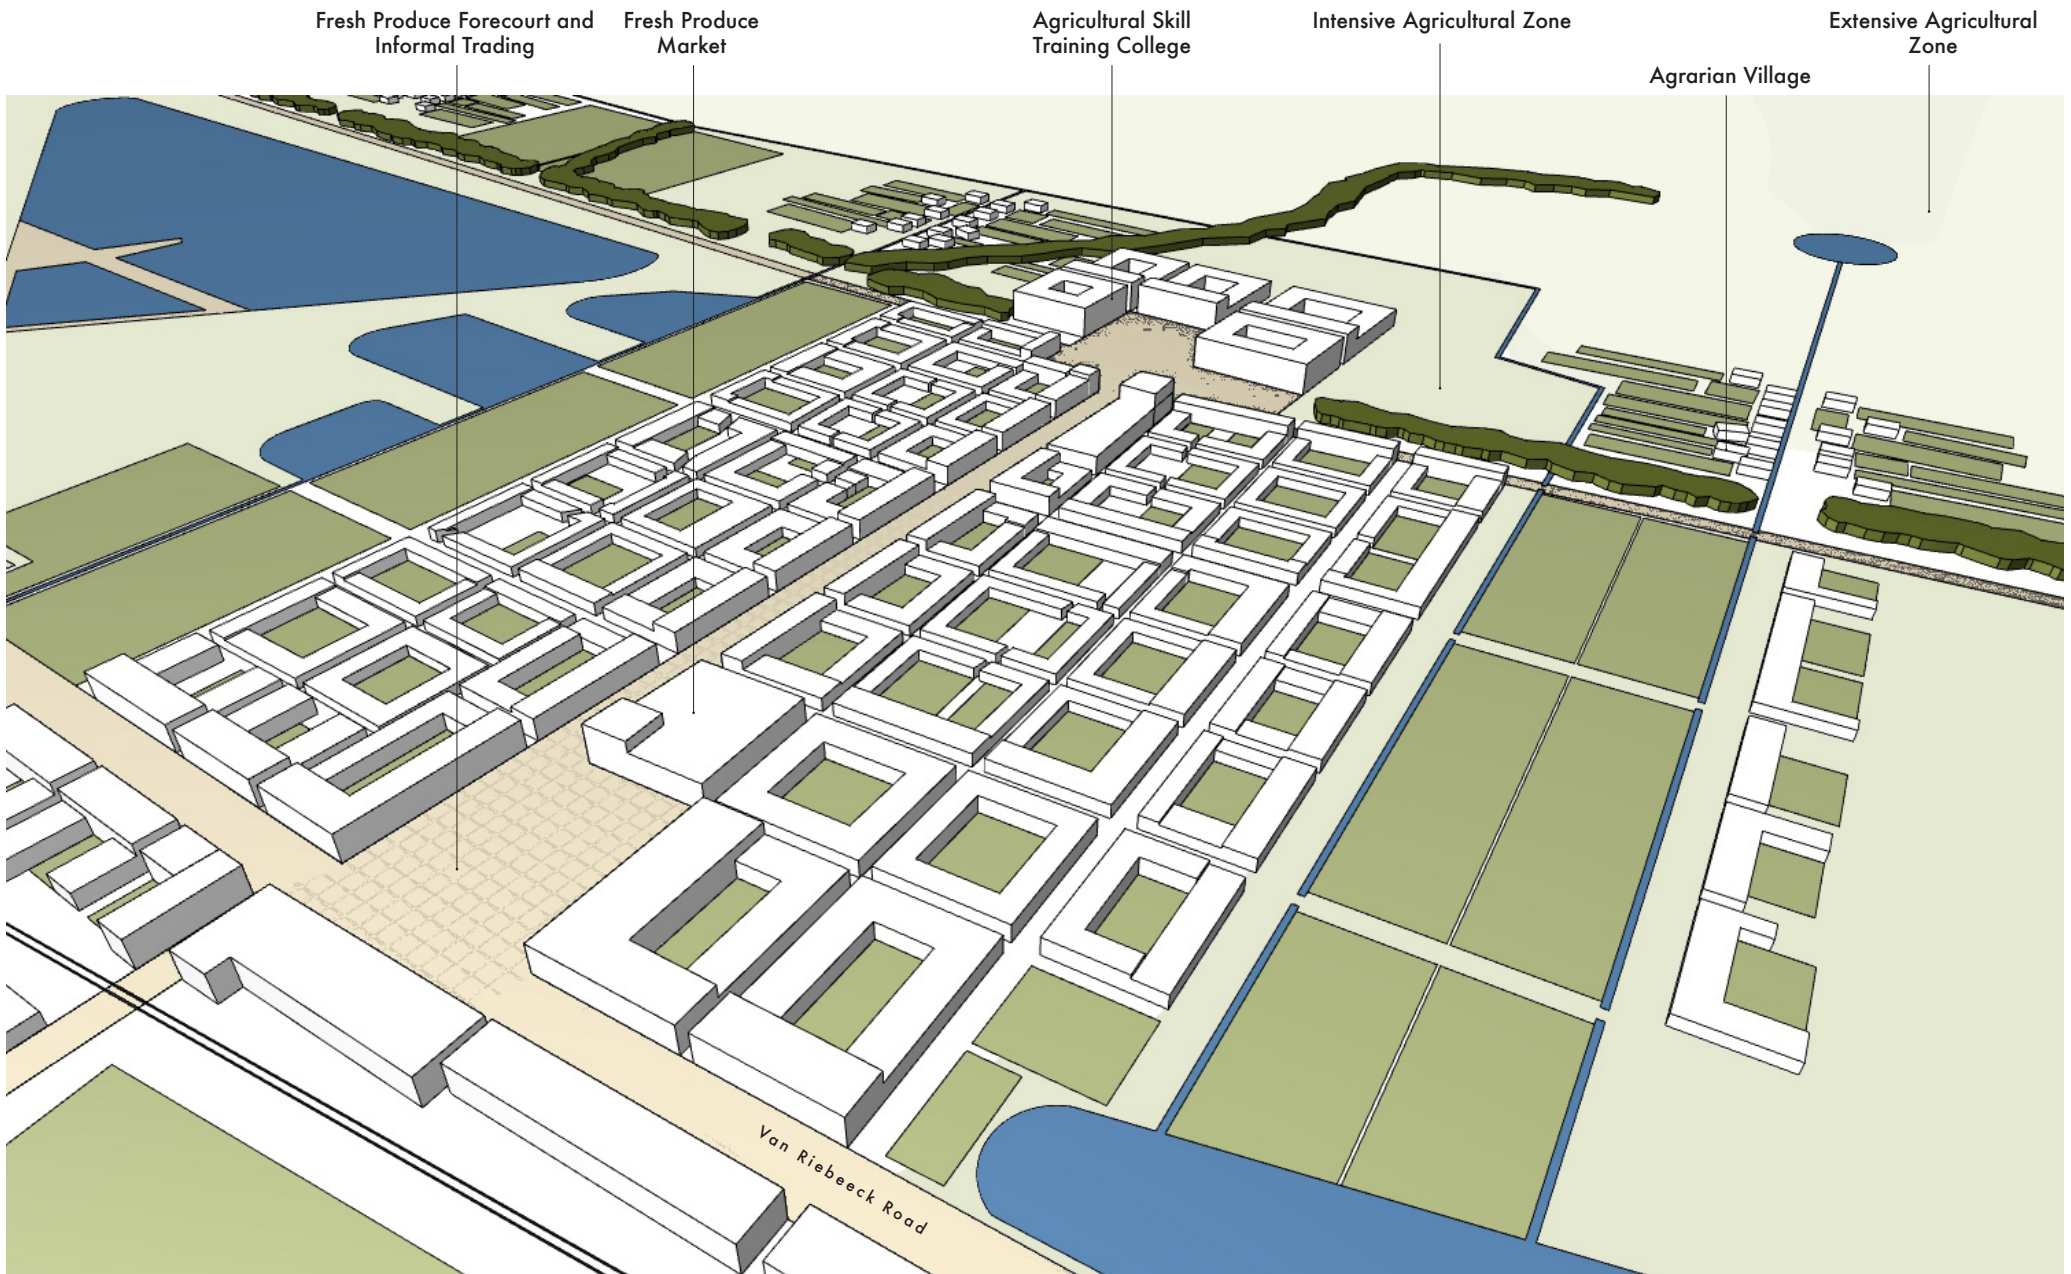 Fresh Produce Forecourt and
Informal Trading
Fresh Produce
Market
Agricultural Skill
Training College
Intensive Agricultural Zone
Agrarian Village
Extensive Agricultural
Zone
Van Riebeeck Road